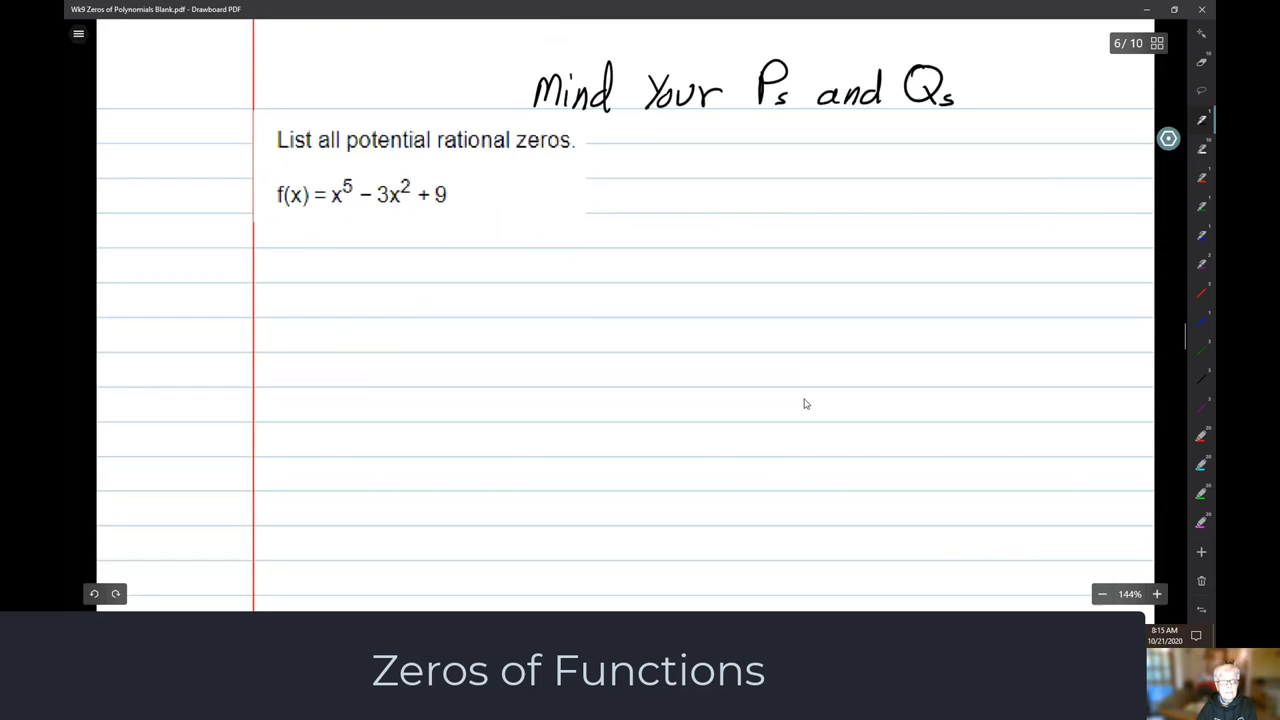 Wk9 Zeros of Polynomials Blank.pdf - Drawboard PDF
6 / 10
Mind Your Ps and Qs
List all potential rational zeros.
f(x) = x⁵ − 3x² + 9
144%
8:15 AM
10/21/2020
Zeros of Functions